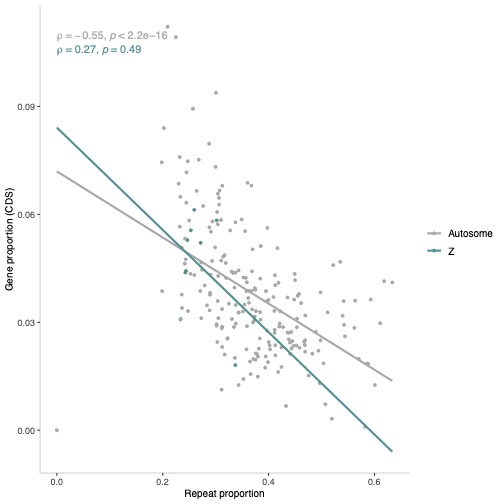 ρ = −0.55, p < 2.2e−16
ρ = 0.27, p = 0.49
0.09
0.06
0.03
0.00
Gene proportion (CDS)
0.0 0.2 0.4 0.6
Repeat proportion
Autosome
Z